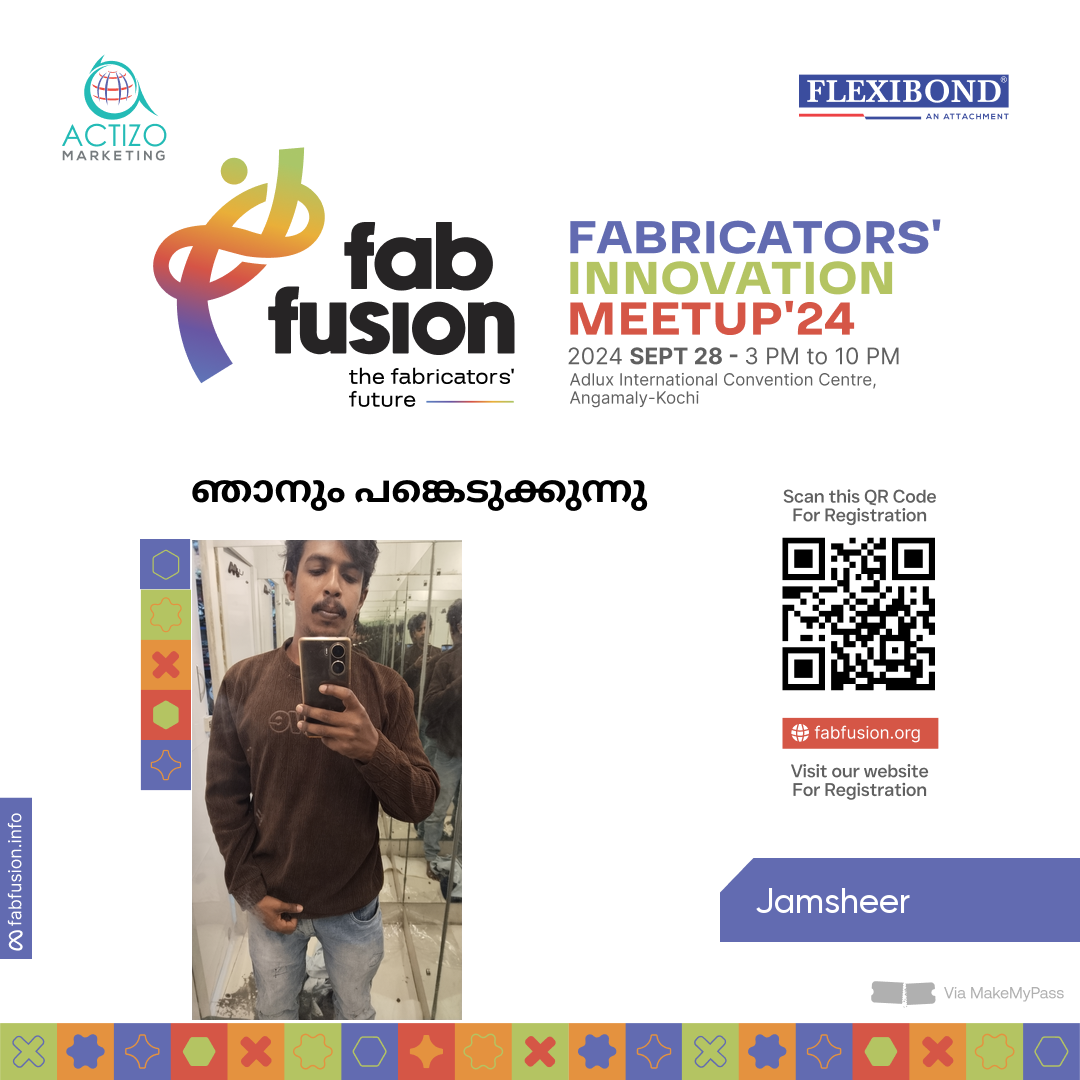 ACTIZO
MARKETING
FLEXIBOND®
AN ATTACHMENT
fab
fusion
the fabricators'
future
FABRICATORS'
INNOVATION
MEETUP'24
2024 SEPT 28 - 3 PM to 10 PM
Adlux International Convention Centre,
Angamaly-Kochi
ഞാനും പങ്കെടുക്കുന്നു
Scan this QR Code
For Registration
fabfusion.org
Visit our website
For Registration
fabfusion.info
Jamsheer
Via MakeMyPass